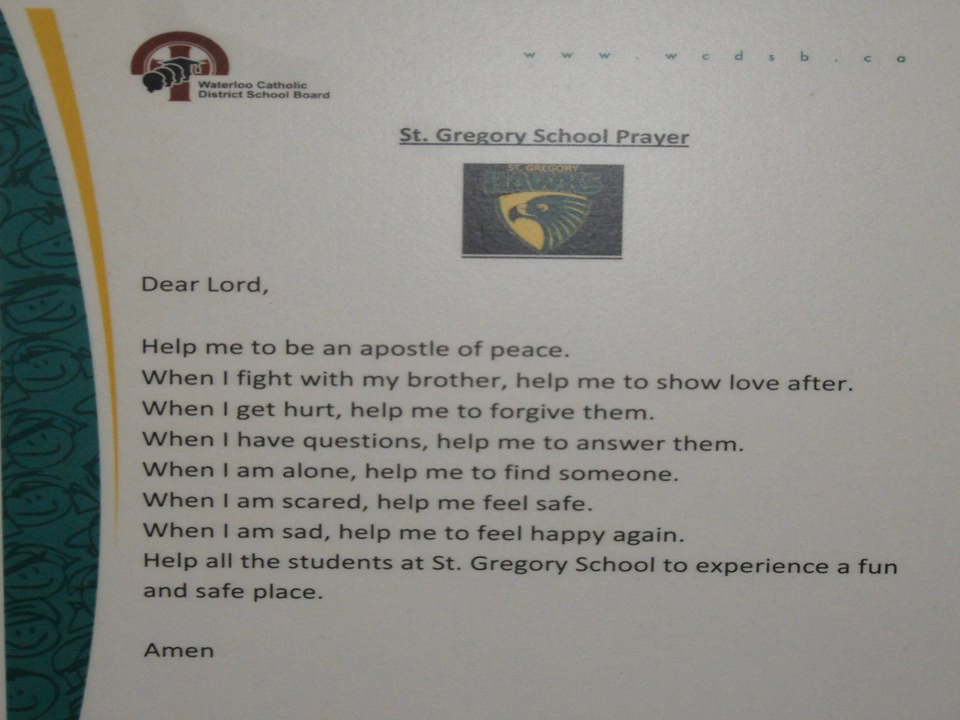 www.wcdsb.ca
Waterloo Catholic
District School Board
St. Gregory School Prayer
ST. GREGORY
HAWKS
Dear Lord,
Help me to be an apostle of peace.
When I fight with my brother, help me to show love after.
When I get hurt, help me to forgive them.
When I have questions, help me to answer them.
When I am alone, help me to find someone.
When I am scared, help me feel safe.
When I am sad, help me to feel happy again.
Help all the students at St. Gregory School to experience a fun
and safe place.
Amen